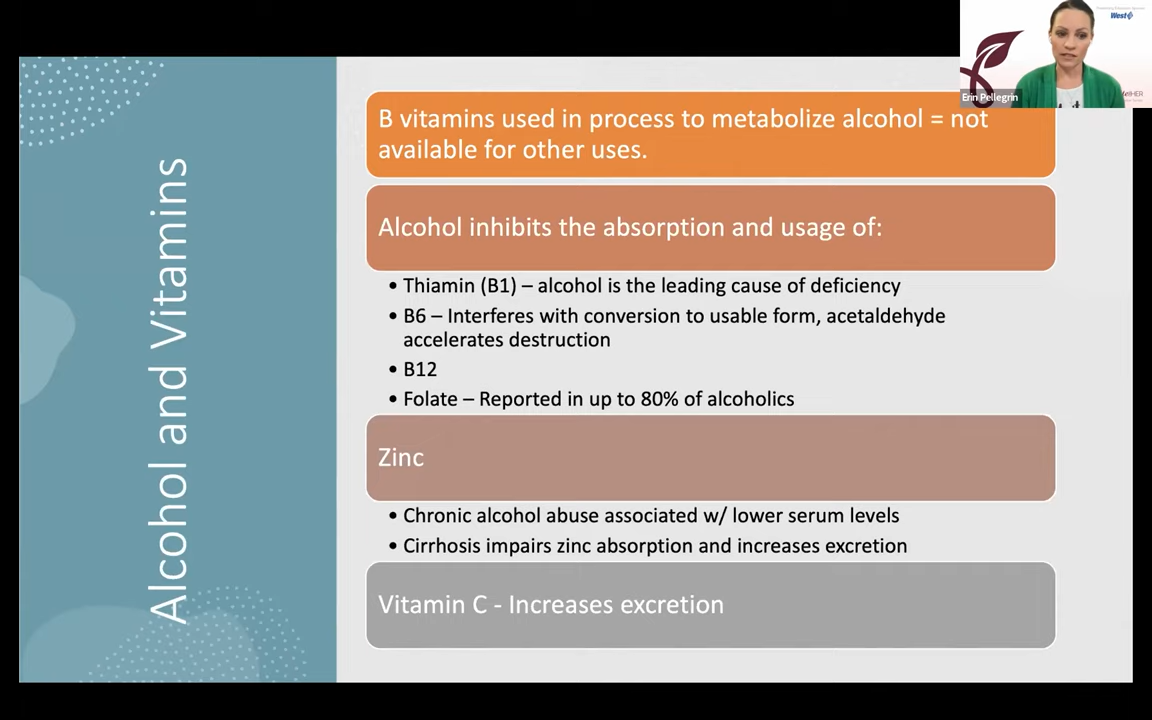 West
Erin Pellegrin
HER
Alcohol and Vitamins
B vitamins used in process to metabolize alcohol = not
available for other uses.
Alcohol inhibits the absorption and usage of:
• Thiamin (B1) – alcohol is the leading cause of deficiency
• B6 – Interferes with conversion to usable form, acetaldehyde
accelerates destruction
• B12
• Folate – Reported in up to 80% of alcoholics
Zinc
• Chronic alcohol abuse associated w/ lower serum levels
• Cirrhosis impairs zinc absorption and increases excretion
Vitamin C - Increases excretion